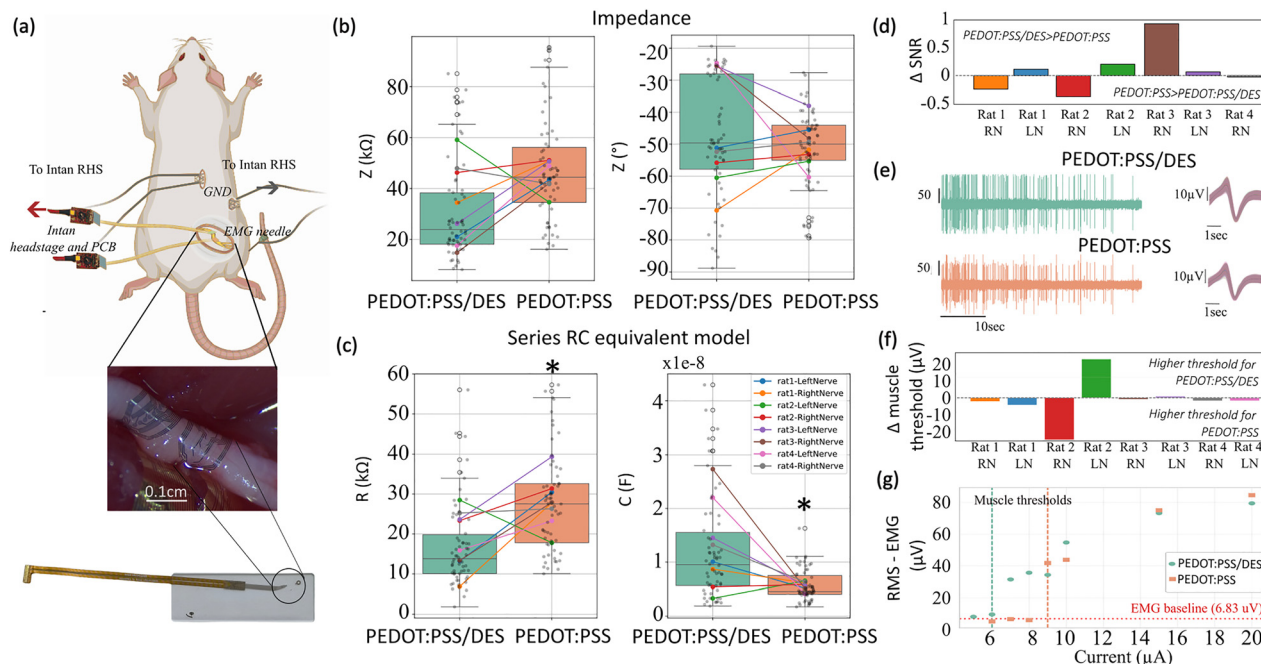 (a)
To Intan RHS
To Intan RHS
GND
Intan
headstage and PCB
EMG needle
0.1cm
(b)
Impedance
Z (kΩ)
80
60
40
20
PEDOT:PSS/DES
PEDOT:PSS
Z (°)
-20
-30
-40
-50
-60
-70
-80
-90
PEDOT:PSS/DES
PEDOT:PSS
(c)
Series RC equivalent model
R (kΩ)
60
50
40
30
20
10
0
*
PEDOT:PSS/DES
PEDOT:PSS
x1e-8
C (F)
4
3
2
1
0
rat1-LeftNerve
rat1-RightNerve
rat2-LeftNerve
rat2-RightNerve
rat3-LeftNerve
rat3-RightNerve
rat4-LeftNerve
rat4-RightNerve
*
PEDOT:PSS/DES
PEDOT:PSS
(d)
Δ SNR
1
0.5
0
-0.5
PEDOT:PSS/DES>PEDOT:PSS
PEDOT:PSS>PEDOT:PSS/DES
Rat 1 Rat 1 Rat 2 Rat 2 Rat 3 Rat 3 Rat 4
RN LN RN LN RN LN RN
(e)
PEDOT:PSS/DES
50
10µV
1sec
PEDOT:PSS
50
10µV
1sec
10sec
(f)
Δ muscle
threshold (µV)
20
10
0
-10
-20
Higher threshold for
PEDOT:PSS/DES
Higher threshold for
PEDOT:PSS
Rat 1 Rat 1 Rat 2 Rat 2 Rat 3 Rat 3 Rat 4 Rat 4
RN LN RN LN RN LN RN LN
(g)
RMS - EMG
(µV)
80
60
40
20
0
Muscle thresholds
PEDOT:PSS/DES
PEDOT:PSS
EMG baseline (6.83 uV)
6 8 10 12 14 16 18 20
Current (µA)